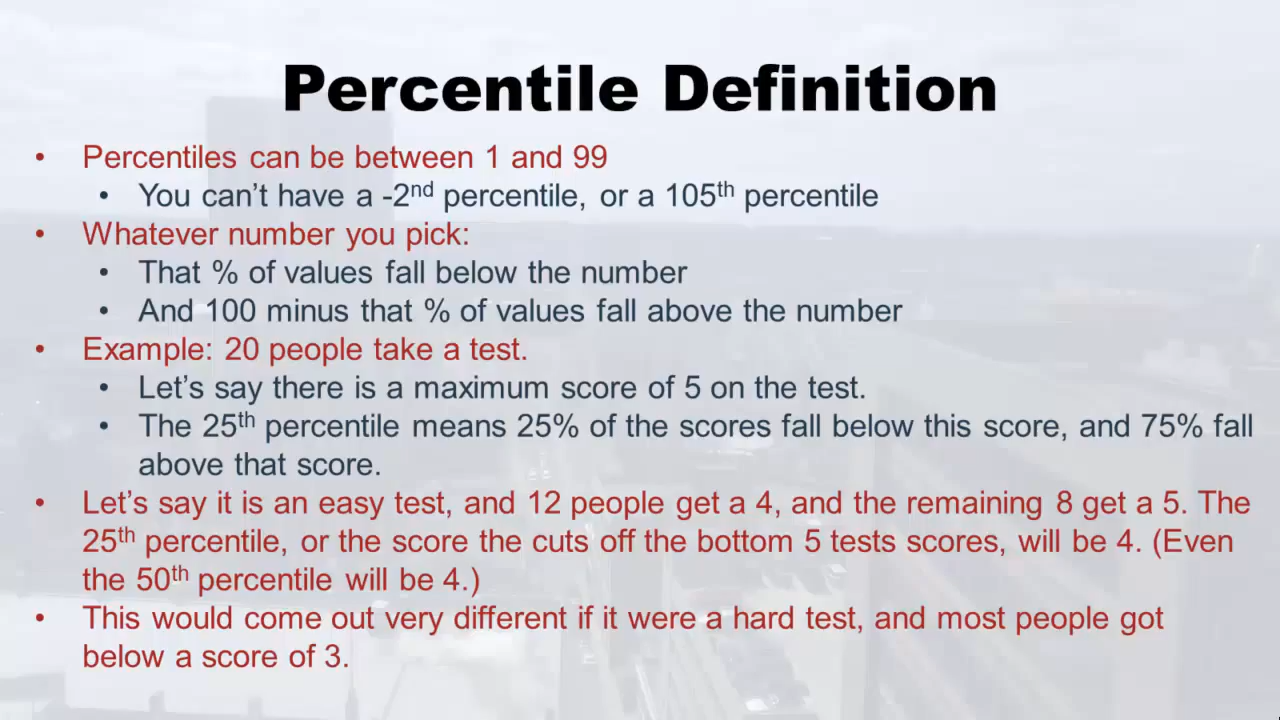 Percentile Definition
• Percentiles can be between 1 and 99
• You can’t have a -2nd percentile, or a 105th percentile
• Whatever number you pick:
• That % of values fall below the number
• And 100 minus that % of values fall above the number
• Example: 20 people take a test.
• Let’s say there is a maximum score of 5 on the test.
• The 25th percentile means 25% of the scores fall below this score, and 75% fall
above that score.
• Let’s say it is an easy test, and 12 people get a 4, and the remaining 8 get a 5. The
25th percentile, or the score the cuts off the bottom 5 tests scores, will be 4. (Even
the 50th percentile will be 4.)
• This would come out very different if it were a hard test, and most people got
below a score of 3.